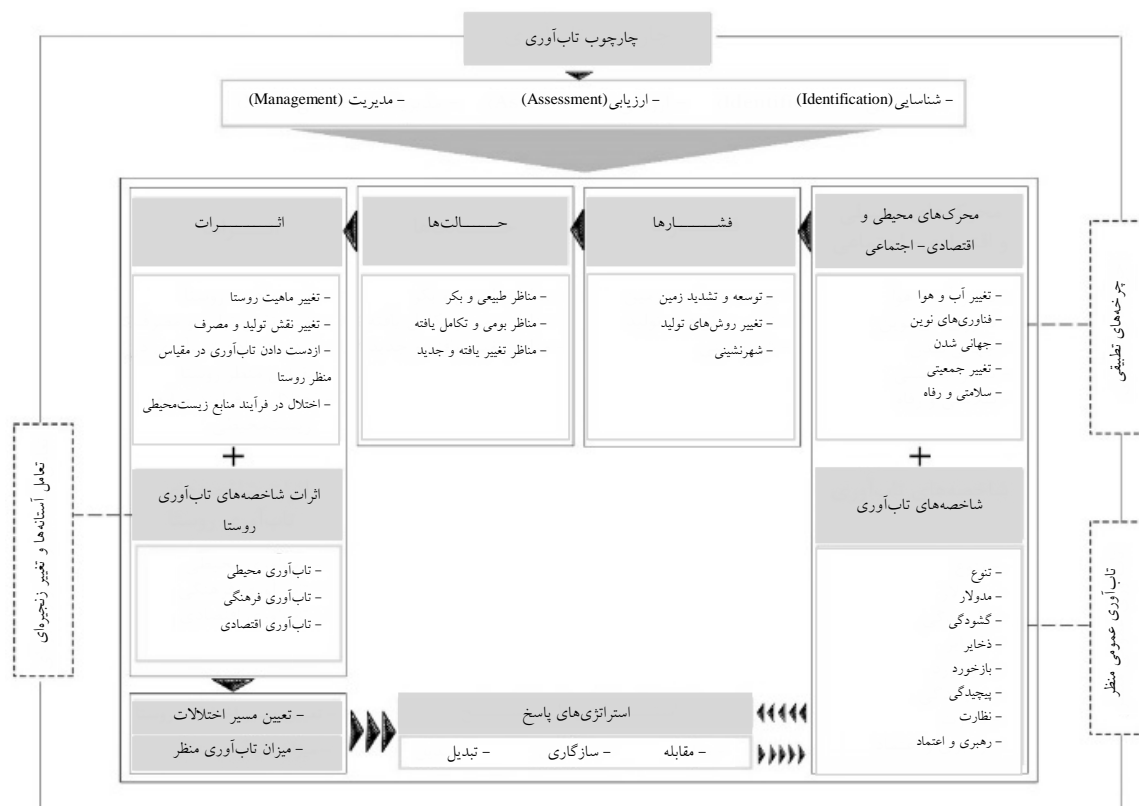 چارچوب تاب‌آوری
- شناسایی (Identification)
- ارزیابی (Assessment)
- مدیریت (Management)
محرک‌های محیطی و
اقتصادی- اجتماعی
- تغییر آب و هوا
- فناوری‌های نوین
- جهانی شدن
- تغییر جمعیتی
- سلامتی و رفاه
فشــــارها
- توسعه و تشدید زمین
- تغییر روش‌های تولید
- شهرنشینی
حــــالت‌ها
- مناظر طبیعی و بکر
- مناظر بومی و تکامل یافته
- مناظر تغییر یافته و جدید
اثــــــــرات
- تغییر ماهیت روستا
- تغییر نقش تولید و مصرف
- ازدست دادن تاب‌آوری در مقیاس
منظر روستا
- اختلال در فرآیند منابع زیست‌محیطی
+
+
شاخصه‌های تاب‌آوری
- تنوع
- مدولار
- گشودگی
- ذخایر
- بازخورد
- پیچیدگی
- نظارت
- رهبری و اعتماد
اثرات شاخصه‌های تاب‌آوری
روستا
- تاب‌آوری محیطی
- تاب‌آوری فرهنگی
- تاب‌آوری اقتصادی
- تعیین مسیر اختلالات
- میزان تاب‌آوری منظر
استراتژی‌های پاسخ
- مقابله
- سازگاری
- تبدیل
چرخه‌های تطبیقی
تاب‌آوری عمومی منظر
تعامل آستانه‌ها و تغییر زنجیره‌ای